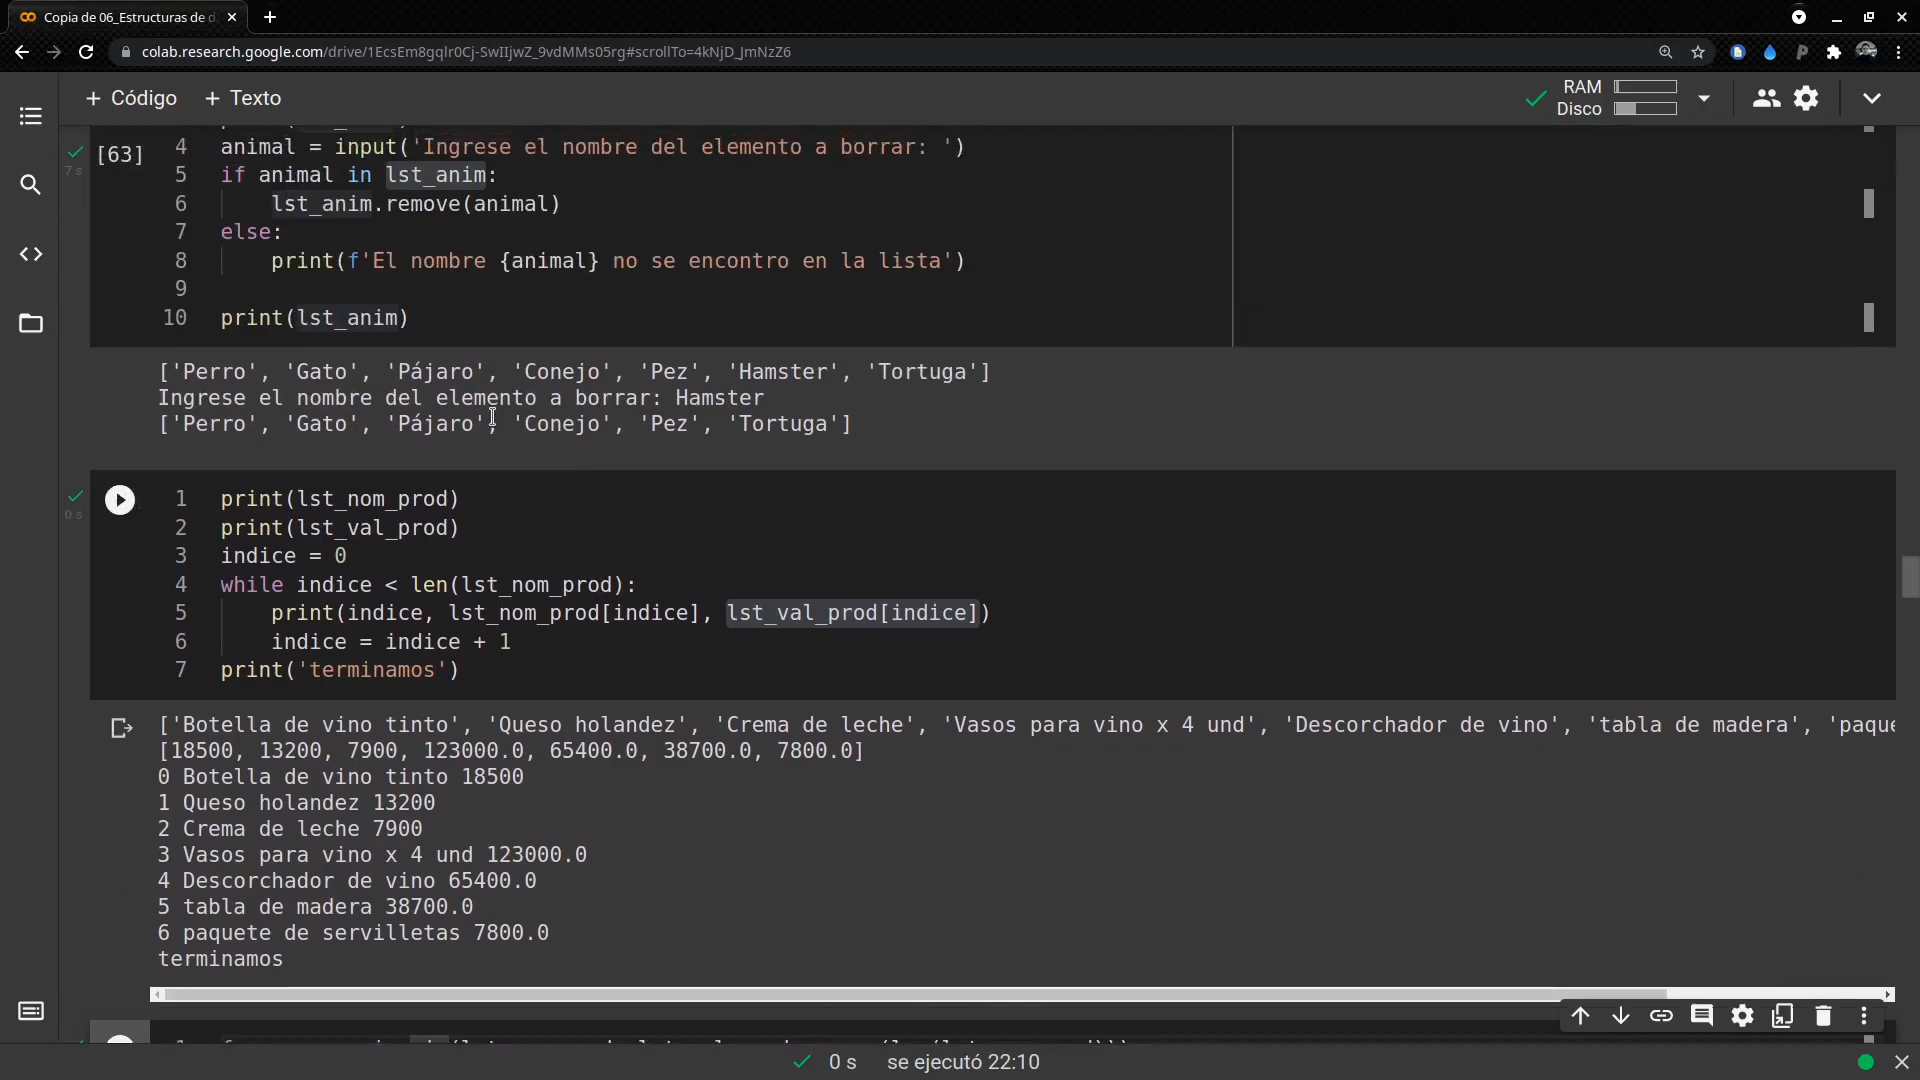 Copia de 06_Estructuras de d
colab.research.google.com/drive/1EcsEm8gqlr0Cj-SwIIjwZ_9vdMMs05rg#scrollTo=4kNjD_JmNzZ6
+ Código + Texto
RAM
Disco
[63]
7 s
4 animal = input('Ingrese el nombre del elemento a borrar: ')
5 if animal in lst_anim:
6 lst_anim.remove(animal)
7 else:
8 print(f'El nombre {animal} no se encontro en la lista')
9
10 print(lst_anim)
['Perro', 'Gato', 'Pájaro', 'Conejo', 'Pez', 'Hamster', 'Tortuga']
Ingrese el nombre del elemento a borrar: Hamster
['Perro', 'Gato', 'Pájaro', 'Conejo', 'Pez', 'Tortuga']
0 s
1 print(lst_nom_prod)
2 print(lst_val_prod)
3 indice = 0
4 while indice < len(lst_nom_prod):
5 print(indice, lst_nom_prod[indice], lst_val_prod[indice])
6 indice = indice + 1
7 print('terminamos')
['Botella de vino tinto', 'Queso holandez', 'Crema de leche', 'Vasos para vino x 4 und', 'Descorchador de vino', 'tabla de madera', 'paque
[18500, 13200, 7900, 123000.0, 65400.0, 38700.0, 7800.0]
0 Botella de vino tinto 18500
1 Queso holandez 13200
2 Crema de leche 7900
3 Vasos para vino x 4 und 123000.0
4 Descorchador de vino 65400.0
5 tabla de madera 38700.0
6 paquete de servilletas 7800.0
terminamos
0 s se ejecutó 22:10